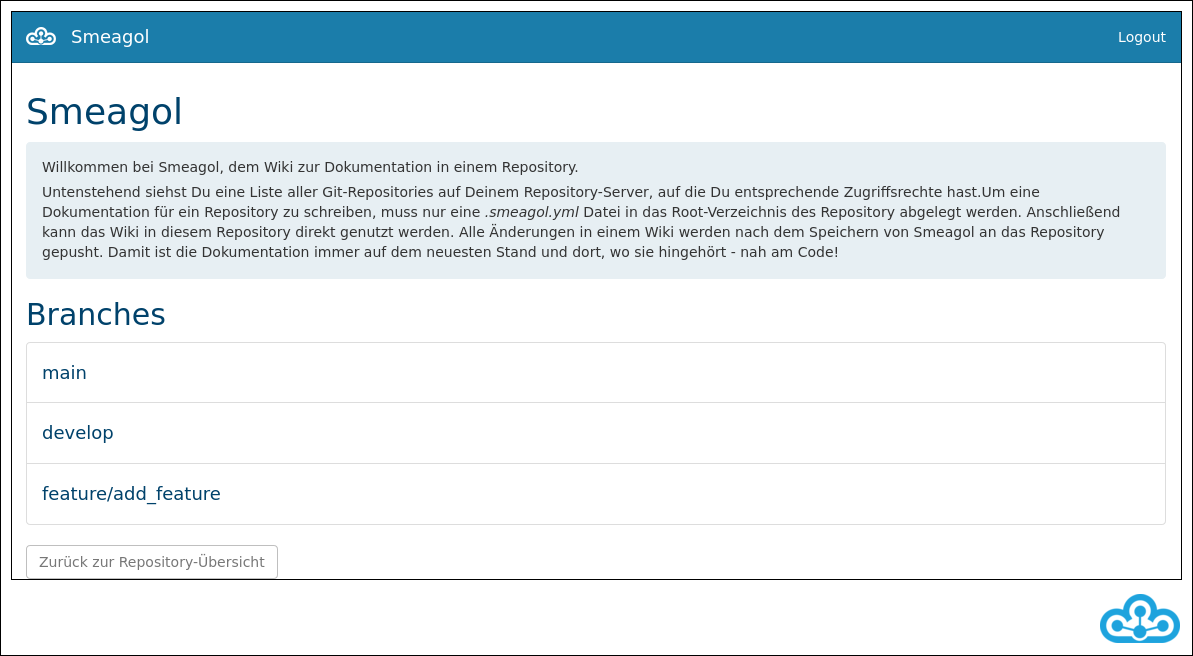 Smeagol
Logout
Smeagol
Willkommen bei Smeagol, dem Wiki zur Dokumentation in einem Repository.
Untenstehend siehst Du eine Liste aller Git-Repositories auf Deinem Repository-Server, auf die Du entsprechende Zugriffsrechte hast.Um eine
Dokumentation für ein Repository zu schreiben, muss nur eine .smeagol.yml Datei in das Root-Verzeichnis des Repository abgelegt werden. Anschließend
kann das Wiki in diesem Repository direkt genutzt werden. Alle Änderungen in einem Wiki werden nach dem Speichern von Smeagol an das Repository
gepusht. Damit ist die Dokumentation immer auf dem neuesten Stand und dort, wo sie hingehört - nah am Code!
Branches
main
develop
feature/add_feature
Zurück zur Repository-Übersicht